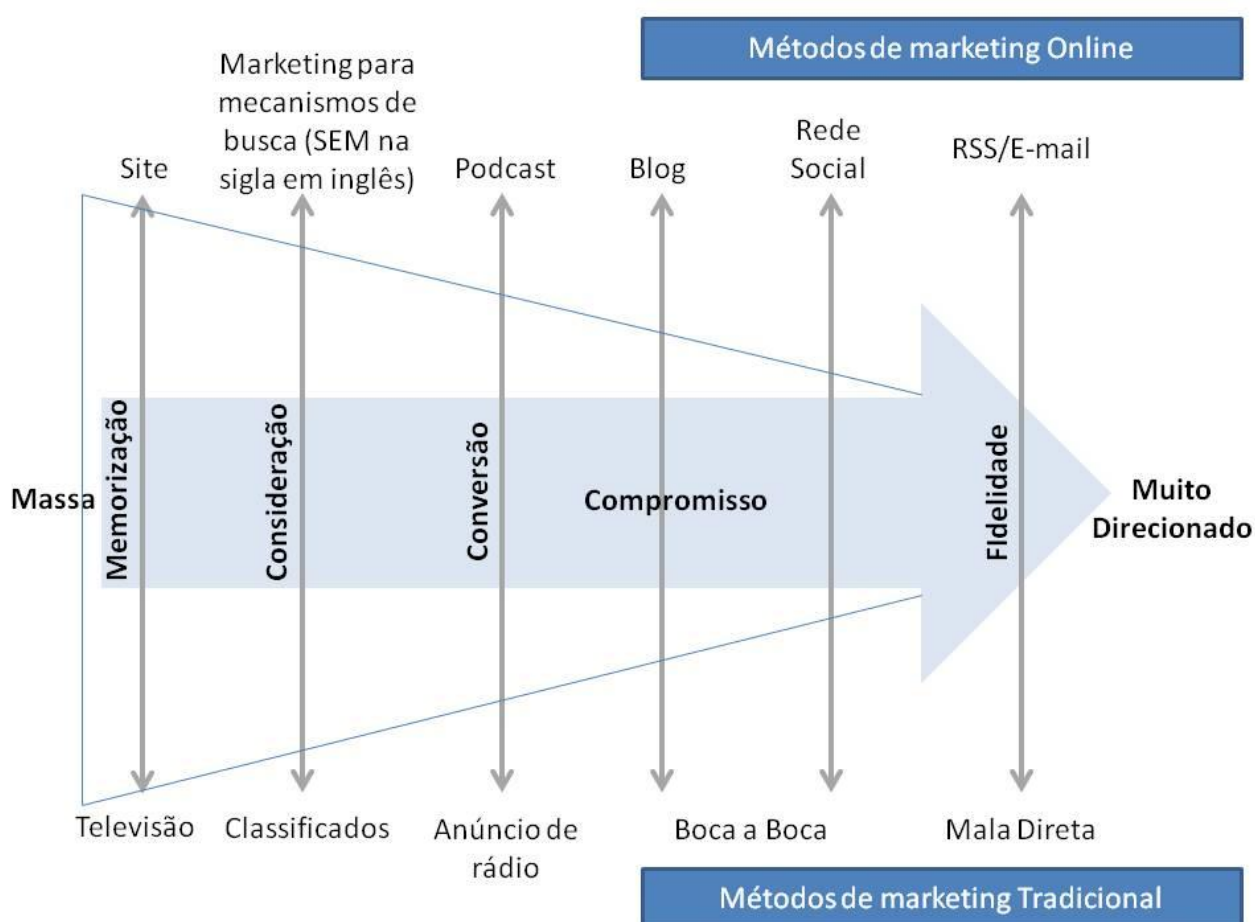 Métodos de marketing Online
Marketing para
mecanismos de
busca (SEM na
sigla em inglês)
Site
Podcast
Blog
Rede
Social
RSS/E-mail
Massa
Memorização
Consideração
Conversão
Compromisso
FIdelidade
Muito
Direcionado
Televisão
Classificados
Anúncio de
rádio
Boca a Boca
Mala Direta
Métodos de marketing Tradicional